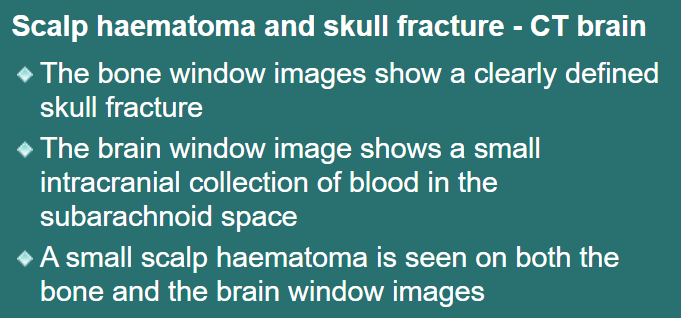 Scalp haematoma and skull fracture - CT brain
The bone window images show a clearly defined
skull fracture
The brain window image shows a small
intracranial collection of blood in the
subarachnoid space
A small scalp haematoma is seen on both the
bone and the brain window images